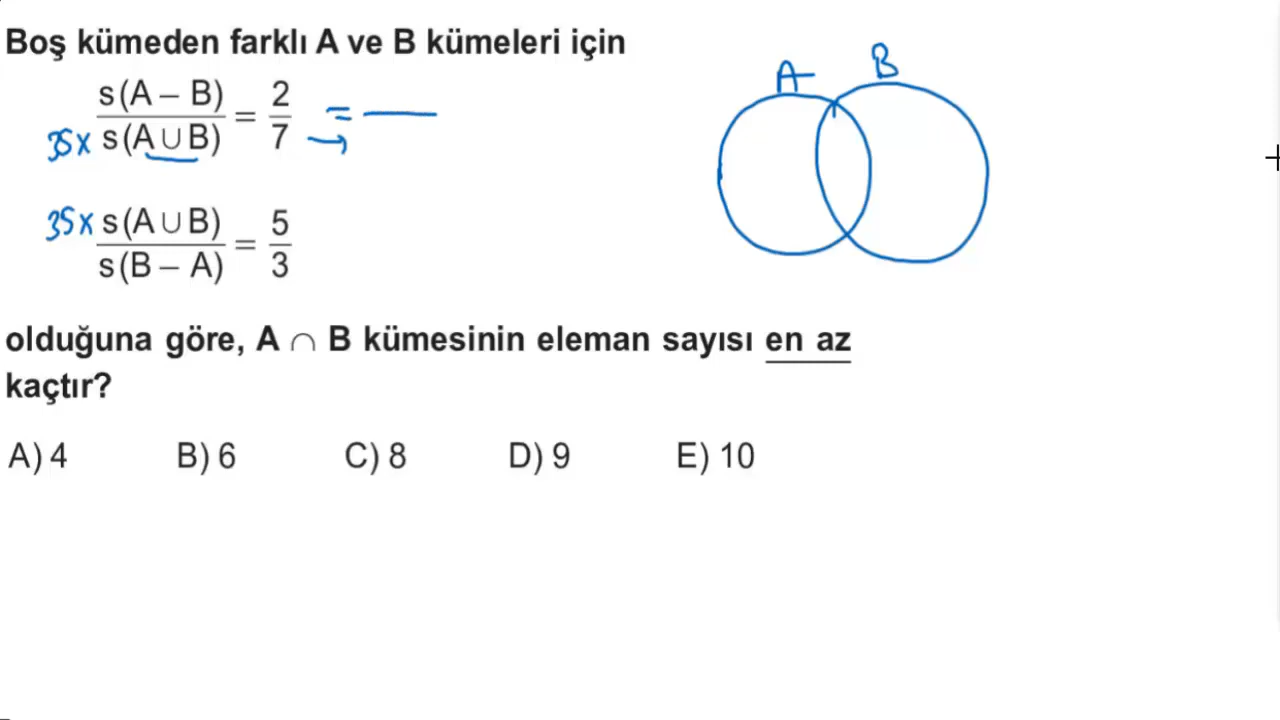 Boş kümeden farklı A ve B kümeleri için
s(A − B) / 35x s(A ∪ B) = 2 / 7 =
35x s(A ∪ B) / s(B − A) = 5 / 3
A B
olduğuna göre, A ∩ B kümesinin eleman sayısı en az
kaçtır?
A) 4 B) 6 C) 8 D) 9 E) 10